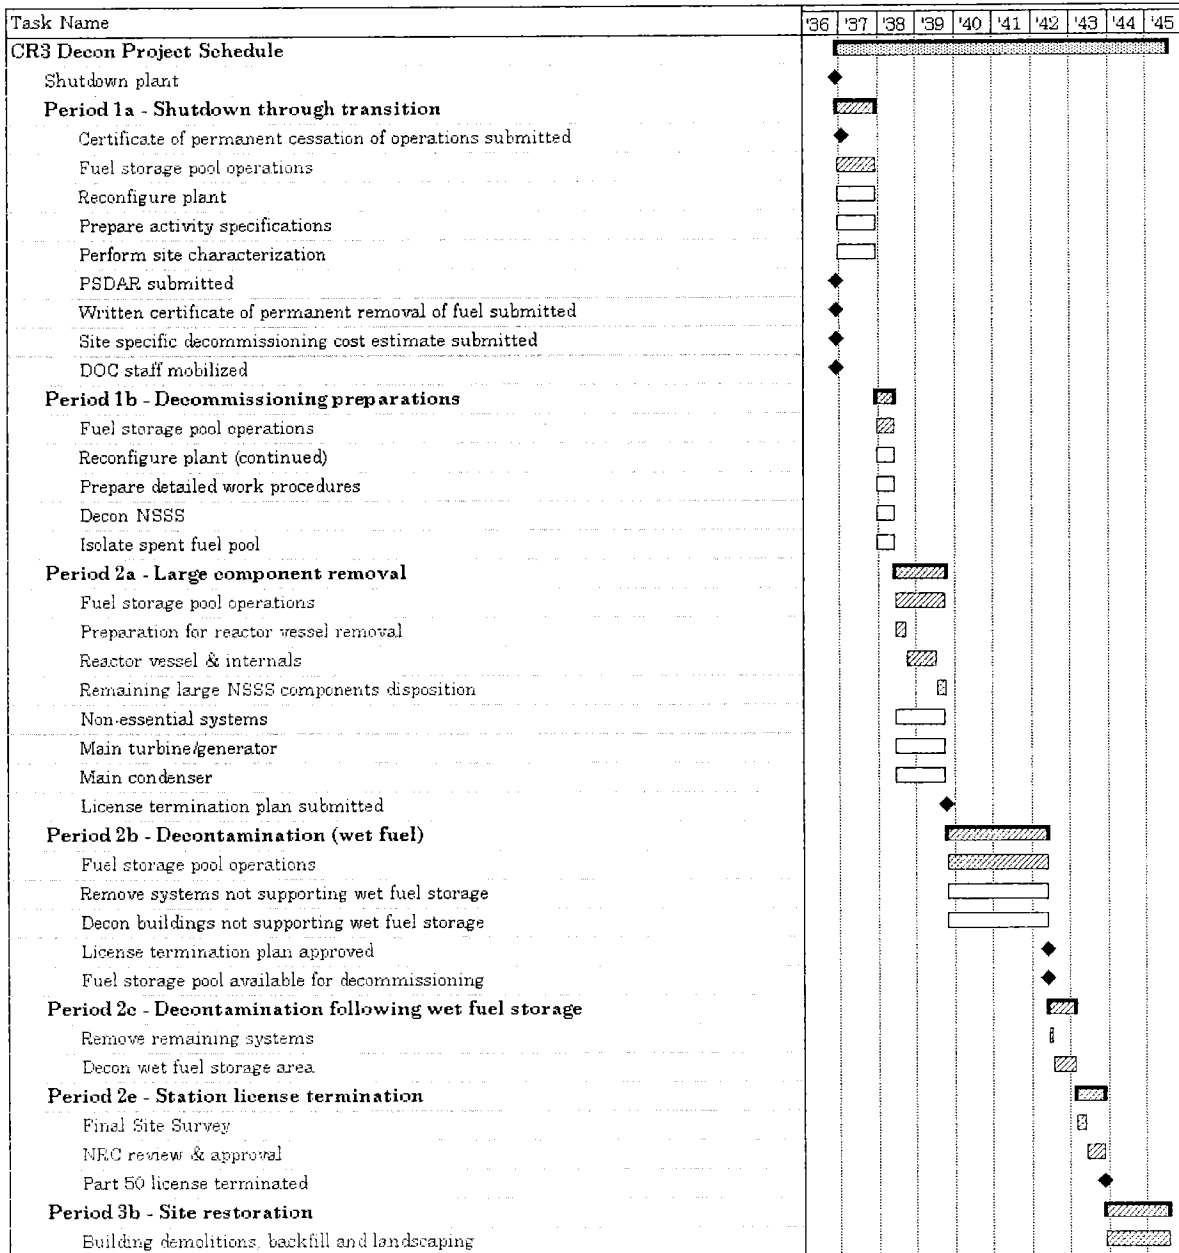 Task Name '36 '37 '38 '39 '40 '41 '42 '43 '44 '45
CR3 Decon Project Schedule
Shutdown plant
Period 1a - Shutdown through transition
Certificate of permanent cessation of operations submitted
Fuel storage pool operations
Reconfigure plant
Prepare activity specifications
Perform site characterization
PSDAR submitted
Written certificate of permanent removal of fuel submitted
Site specific decommissioning cost estimate submitted
DOC staff mobilized
Period 1b - Decommissioning preparations
Fuel storage pool operations
Reconfigure plant (continued)
Prepare detailed work procedures
Decon NSSS
Isolate spent fuel pool
Period 2a - Large component removal
Fuel storage pool operations
Preparation for reactor vessel removal
Reactor vessel & internals
Remaining large NSSS components disposition
Non-essential systems
Main turbine/generator
Main condenser
License termination plan submitted
Period 2b - Decontamination (wet fuel)
Fuel storage pool operations
Remove systems not supporting wet fuel storage
Decon buildings not supporting wet fuel storage
License termination plan approved
Fuel storage pool available for decommissioning
Period 2c - Decontamination following wet fuel storage
Remove remaining systems
Decon wet fuel storage area
Period 2e - Station license termination
Final Site Survey
NRC review & approval
Part 50 license terminated
Period 3b - Site restoration
Building demolitions, backfill and landscaping